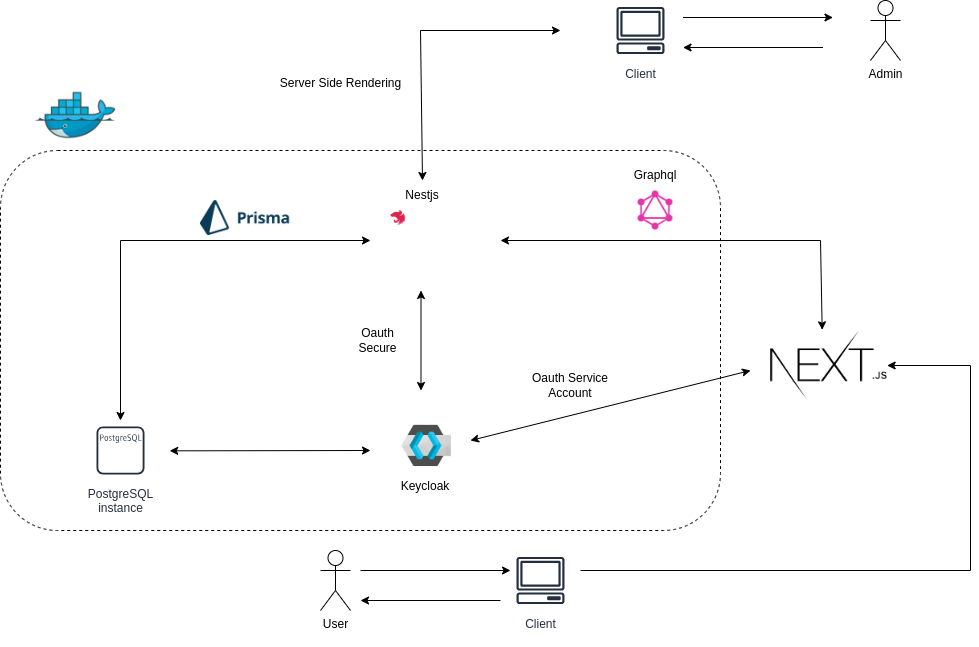 Client
Admin
Server Side Rendering
Graphql
Nestjs
Prisma
Oauth
Secure
NEXT.JS
Oauth Service
Account
PostgreSQL
Keycloak
PostgreSQL
instance
User
Client